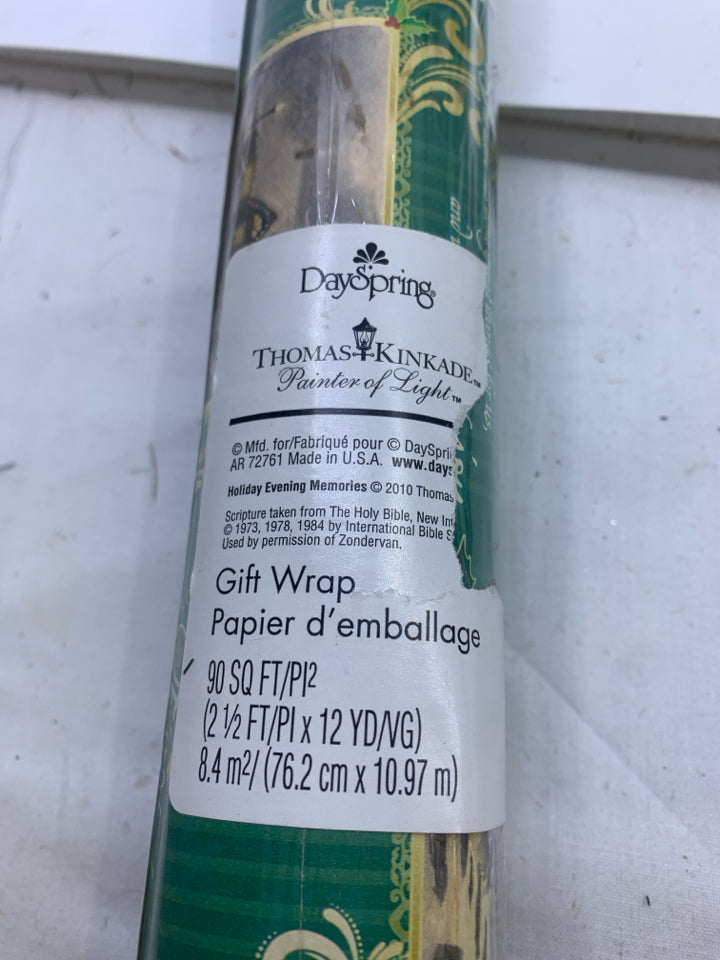 DaySpring®
THOMAS KINKADE™
Painter of Light™
© Mfd. for/Fabriqué pour © DaySpri
AR 72761 Made in U.S.A. www.days
Holiday Evening Memories © 2010 Thomas
Scripture taken from The Holy Bible, New Int
© 1973, 1978, 1984 by International Bible S
Used by permission of Zondervan.
Gift Wrap
Papier d'emballage
90 SQ FT/PI²
(2 ½ FT/PI x 12 YD/VG)
8.4 m²/ (76.2 cm x 10.97 m)